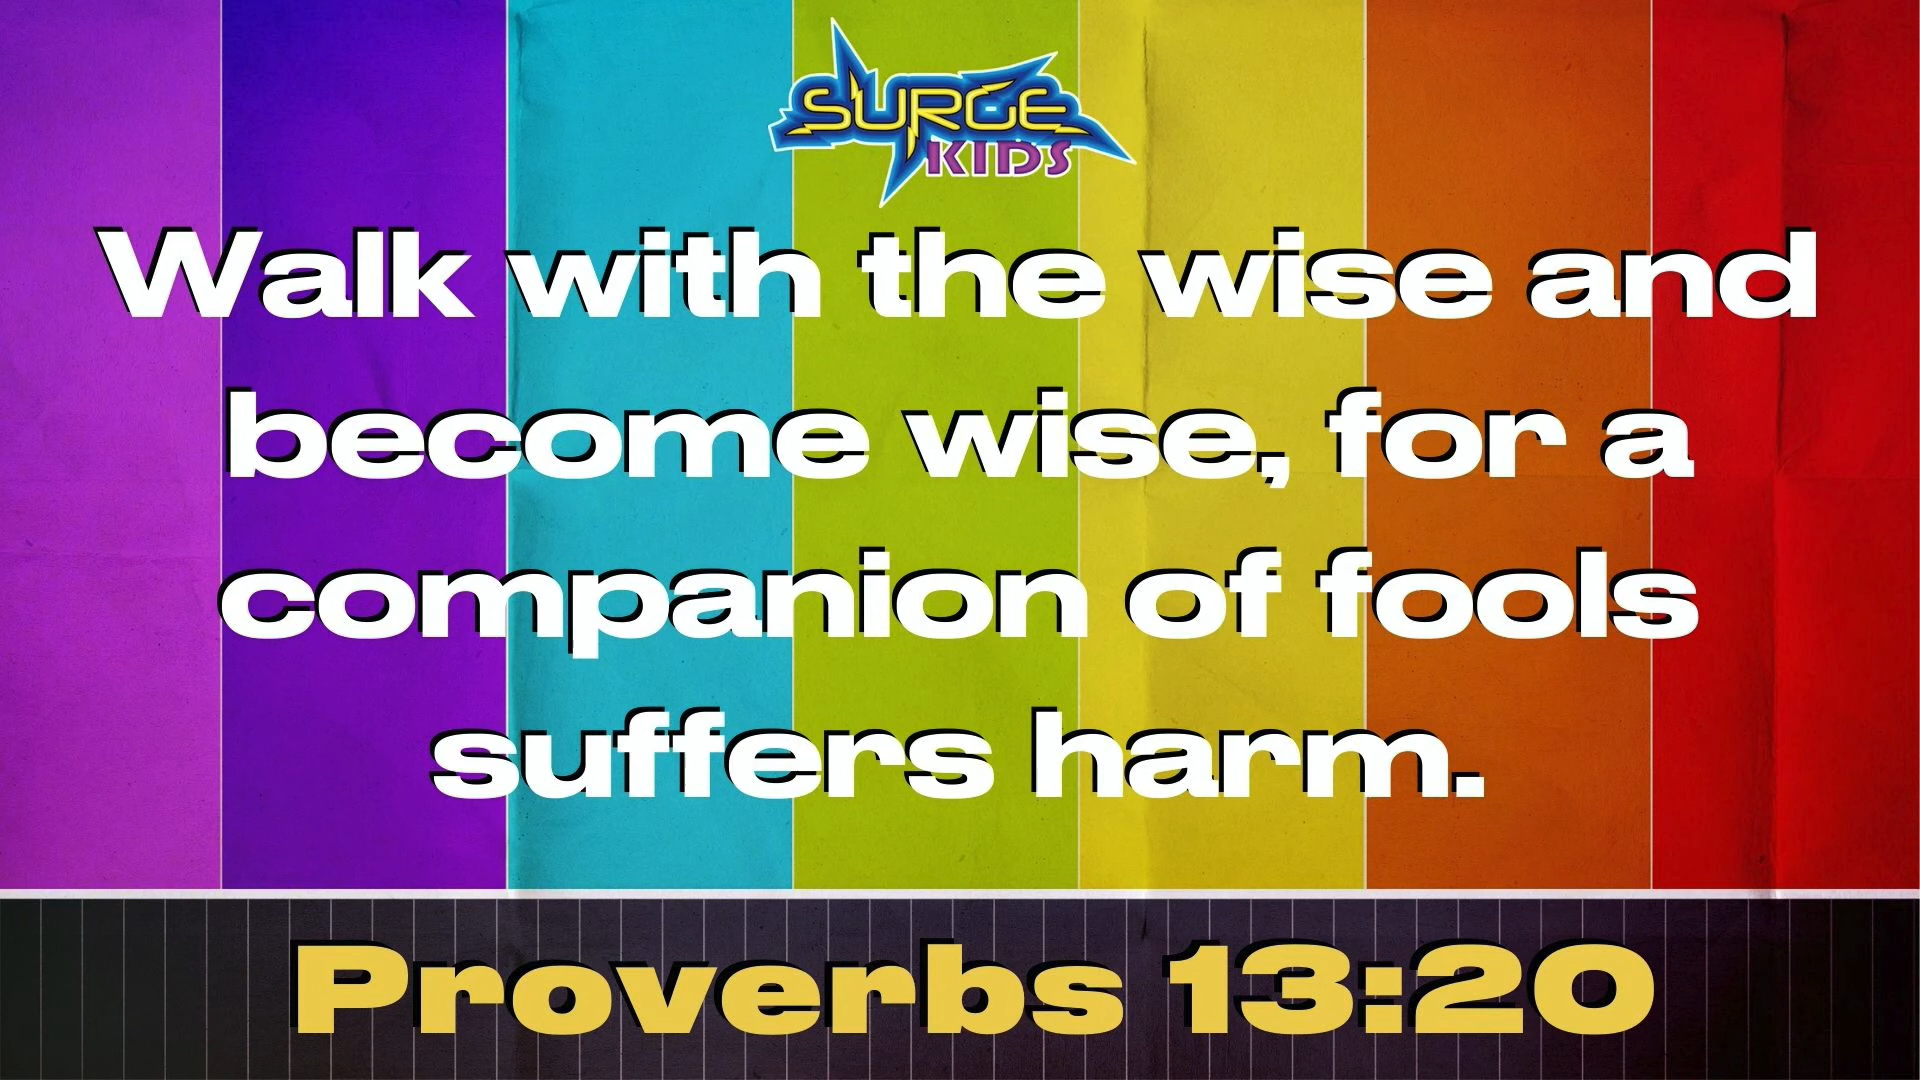 SURGE
KIDS
Walk with the wise and
become wise, for a
companion of fools
suffers harm.
Proverbs 13:20